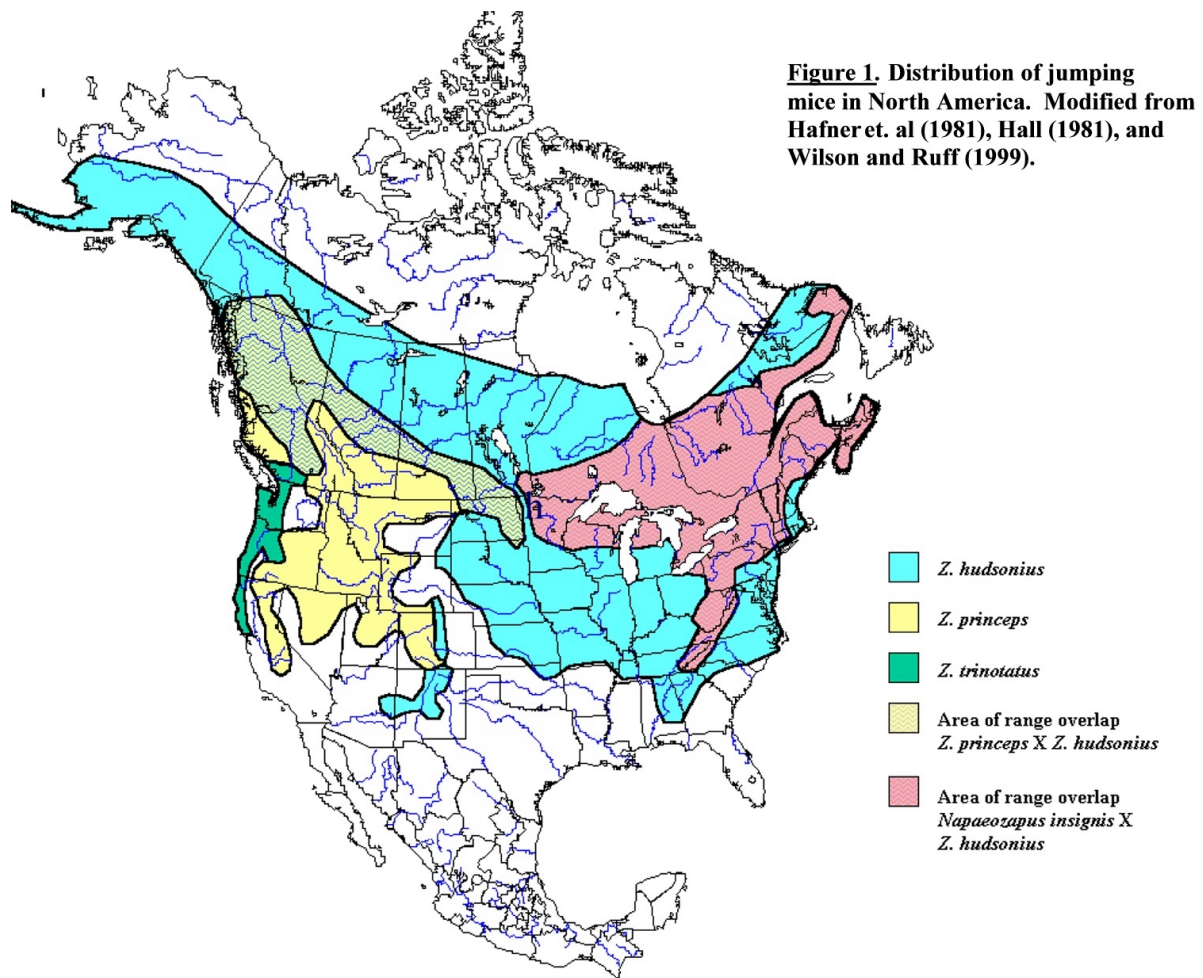 Figure 1. Distribution of jumping
mice in North America. Modified from
Hafner et. al (1981), Hall (1981), and
Wilson and Ruff (1999).
Z. hudsonius
Z. princeps
Z. trinotatus
Area of range overlap
Z. princeps X Z. hudsonius
Area of range overlap
Napaeozapus insignis X
Z. hudsonius